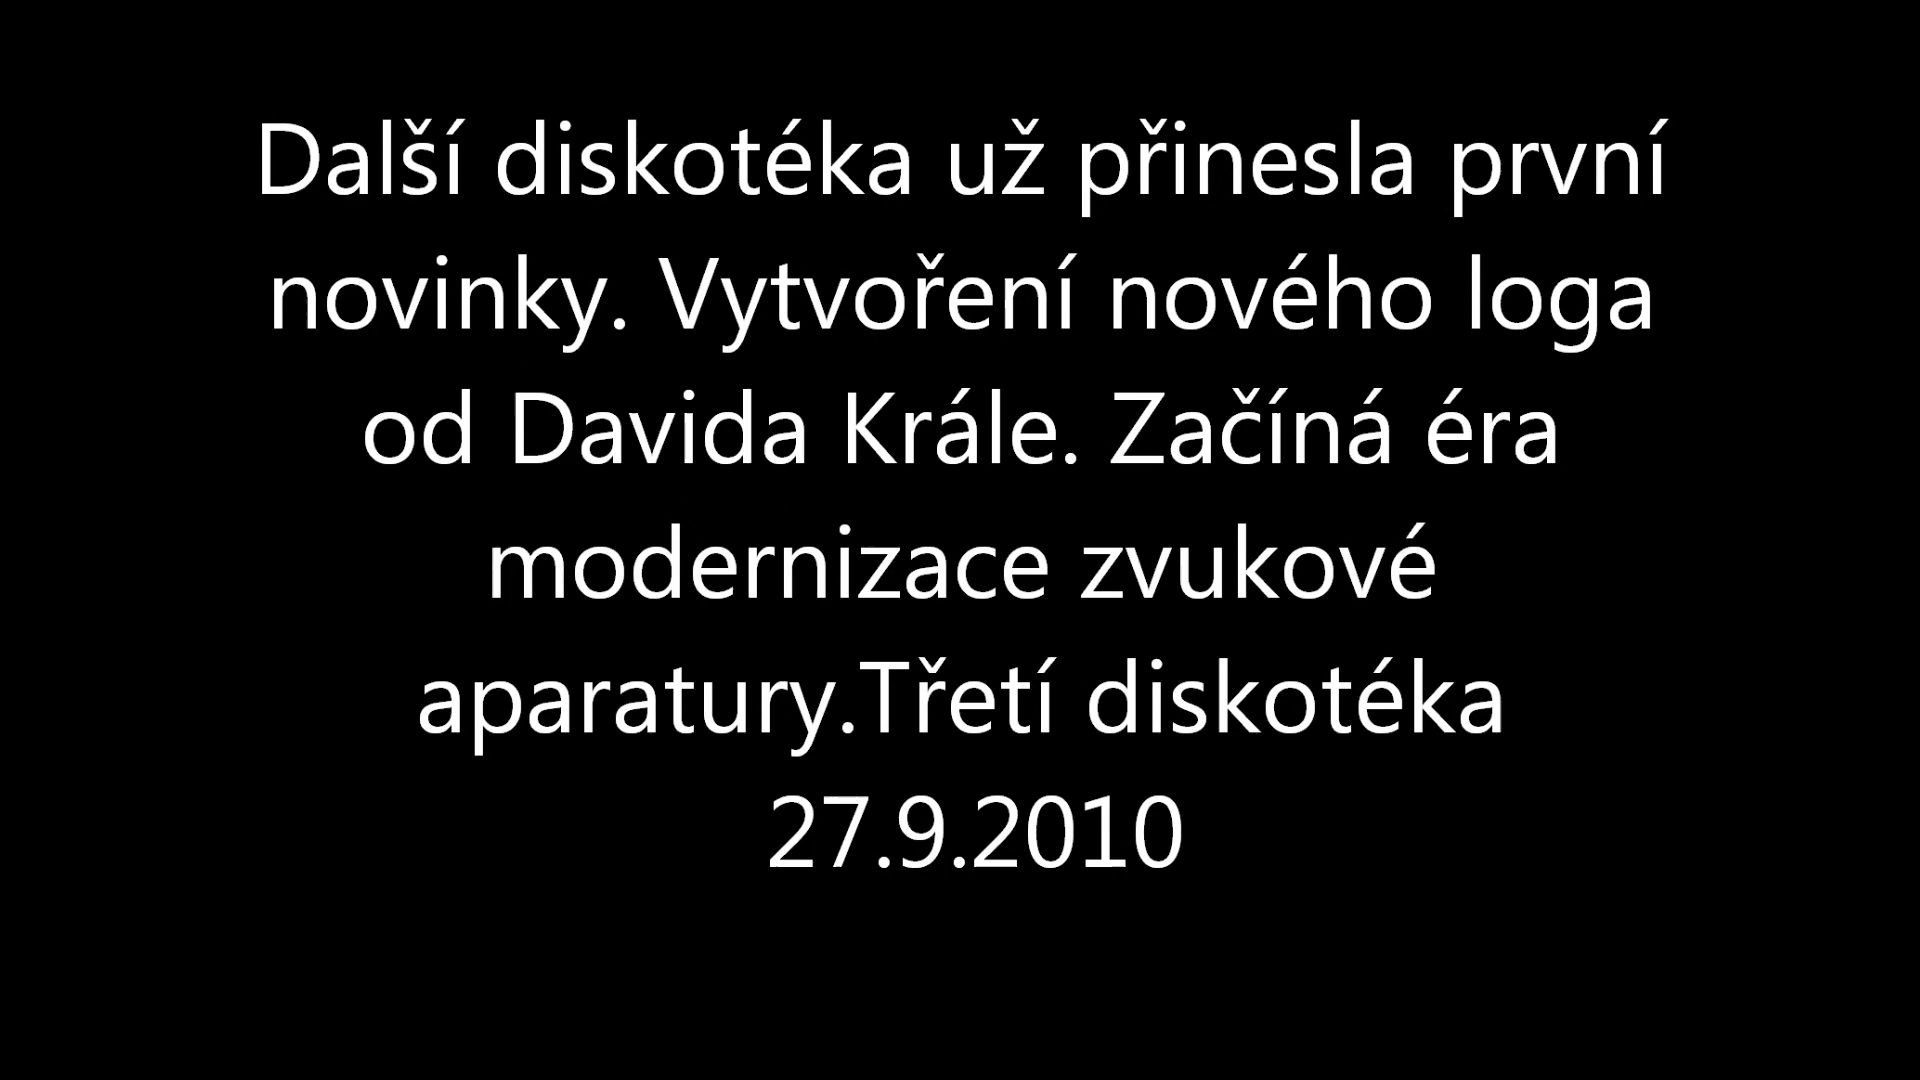 Další diskotéka už přinesla první
novinky. Vytvoření nového loga
od Davida Krále. Začíná éra
modernizace zvukové
aparatury.Třetí diskotéka
27.9.2010